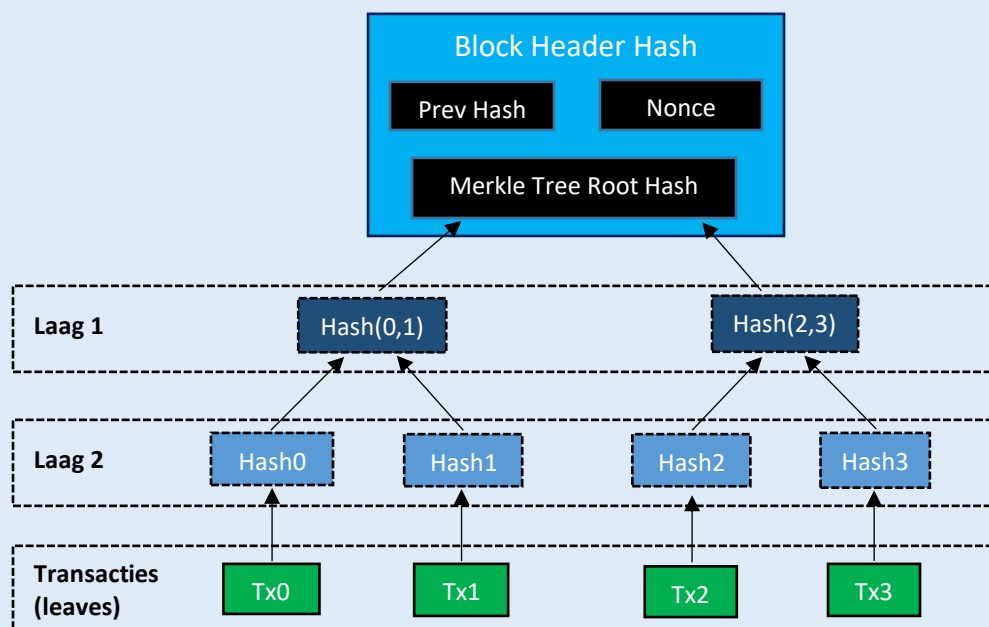 Block Header Hash
Prev Hash
Nonce
Merkle Tree Root Hash
Laag 1
Hash(0,1)
Hash(2,3)
Laag 2
Hash0
Hash1
Hash2
Hash3
Transacties
(leaves)
Tx0
Tx1
Tx2
Tx3